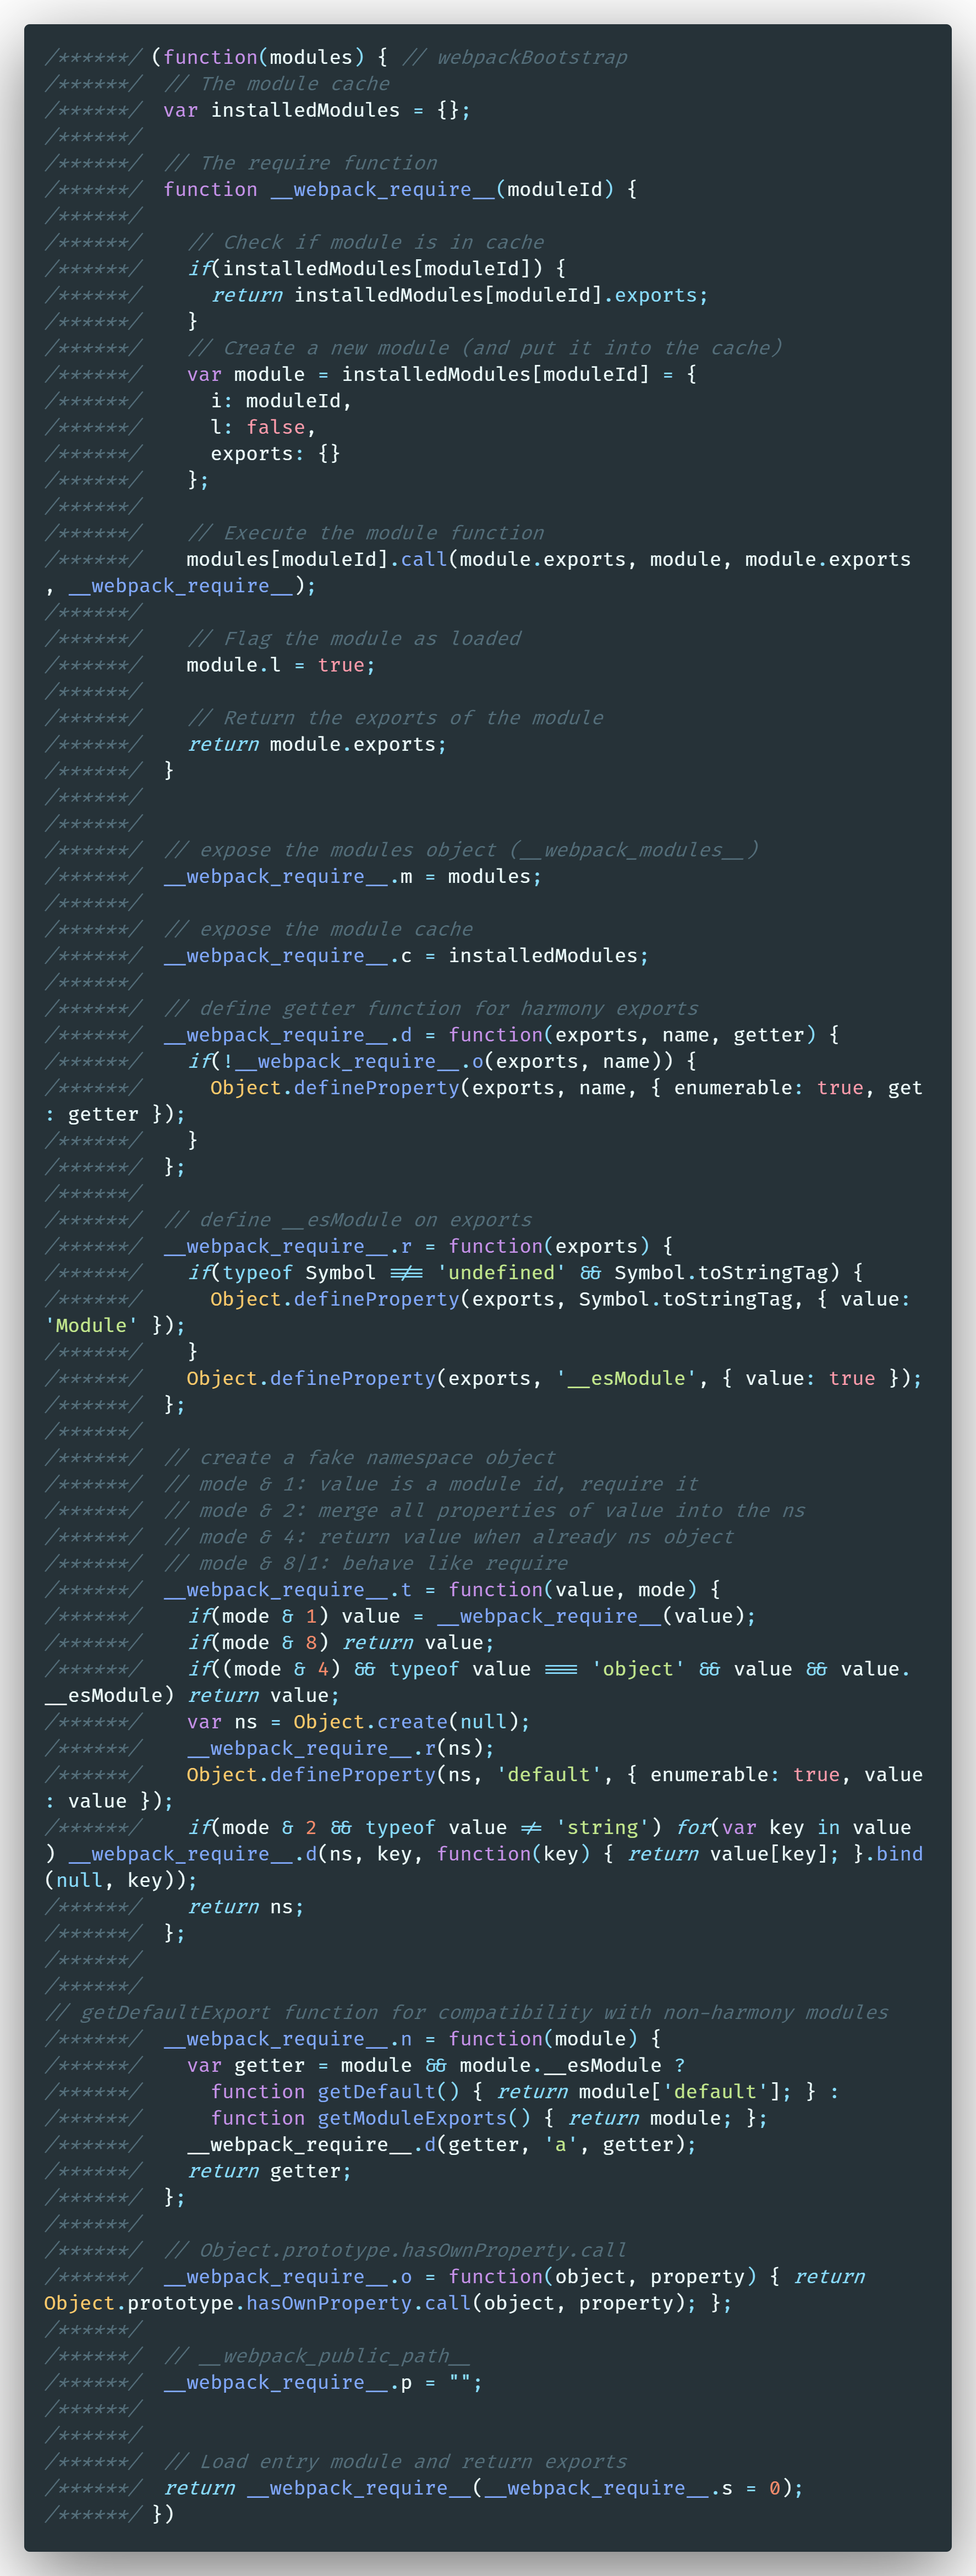 /******/ (function(modules) { // webpackBootstrap
/******/  // The module cache
/******/  var installedModules = {};
/******/
/******/  // The require function
/******/  function __webpack_require__(moduleId) {
/******/
/******/    // Check if module is in cache
/******/    if(installedModules[moduleId]) {
/******/      return installedModules[moduleId].exports;
/******/    }
/******/    // Create a new module (and put it into the cache)
/******/    var module = installedModules[moduleId] = {
/******/      i: moduleId,
/******/      l: false,
/******/      exports: {}
/******/    };
/******/
/******/    // Execute the module function
/******/    modules[moduleId].call(module.exports, module, module.exports
, __webpack_require__);
/******/
/******/    // Flag the module as loaded
/******/    module.l = true;
/******/
/******/    // Return the exports of the module
/******/    return module.exports;
/******/  }
/******/
/******/
/******/  // expose the modules object (__webpack_modules__)
/******/  __webpack_require__.m = modules;
/******/
/******/  // expose the module cache
/******/  __webpack_require__.c = installedModules;
/******/
/******/  // define getter function for harmony exports
/******/  __webpack_require__.d = function(exports, name, getter) {
/******/    if(!__webpack_require__.o(exports, name)) {
/******/      Object.defineProperty(exports, name, { enumerable: true, get
: getter });
/******/    }
/******/  };
/******/
/******/  // define __esModule on exports
/******/  __webpack_require__.r = function(exports) {
/******/    if(typeof Symbol !== 'undefined' && Symbol.toStringTag) {
/******/      Object.defineProperty(exports, Symbol.toStringTag, { value:
'Module' });
/******/    }
/******/    Object.defineProperty(exports, '__esModule', { value: true });
/******/  };
/******/
/******/  // create a fake namespace object
/******/  // mode & 1: value is a module id, require it
/******/  // mode & 2: merge all properties of value into the ns
/******/  // mode & 4: return value when already ns object
/******/  // mode & 8|1: behave like require
/******/  __webpack_require__.t = function(value, mode) {
/******/    if(mode & 1) value = __webpack_require__(value);
/******/    if(mode & 8) return value;
/******/    if((mode & 4) && typeof value === 'object' && value && value.
__esModule) return value;
/******/    var ns = Object.create(null);
/******/    __webpack_require__.r(ns);
/******/    Object.defineProperty(ns, 'default', { enumerable: true, value
: value });
/******/    if(mode & 2 && typeof value != 'string') for(var key in value
) __webpack_require__.d(ns, key, function(key) { return value[key]; }.bind
(null, key));
/******/    return ns;
/******/  };
/******/
/******/
// getDefaultExport function for compatibility with non-harmony modules
/******/  __webpack_require__.n = function(module) {
/******/    var getter = module && module.__esModule ?
/******/      function getDefault() { return module['default']; } :
/******/      function getModuleExports() { return module; };
/******/    __webpack_require__.d(getter, 'a', getter);
/******/    return getter;
/******/  };
/******/
/******/  // Object.prototype.hasOwnProperty.call
/******/  __webpack_require__.o = function(object, property) { return
Object.prototype.hasOwnProperty.call(object, property); };
/******/
/******/  // __webpack_public_path__
/******/  __webpack_require__.p = "";
/******/
/******/
/******/  // Load entry module and return exports
/******/  return __webpack_require__(__webpack_require__.s = 0);
/******/ })